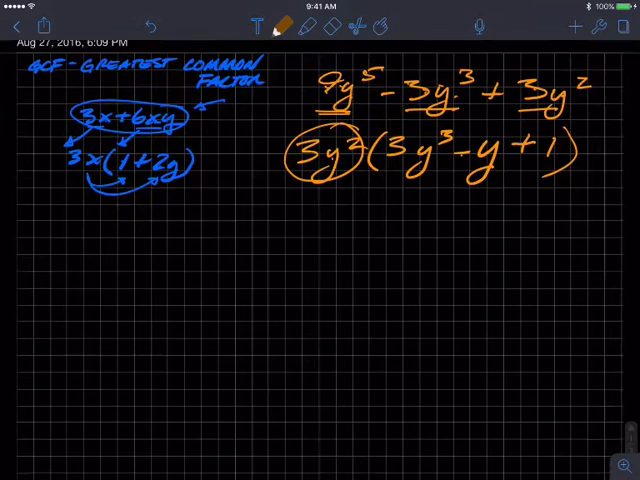 9:41 AM
100%
Aug 27, 2016, 6:09 PM
GCF - GREATEST COMMON
FACTOR
3x + 6xy
3x(1 + 2y)
9y⁵ - 3y³ + 3y²
3y²(3y³ - y + 1)